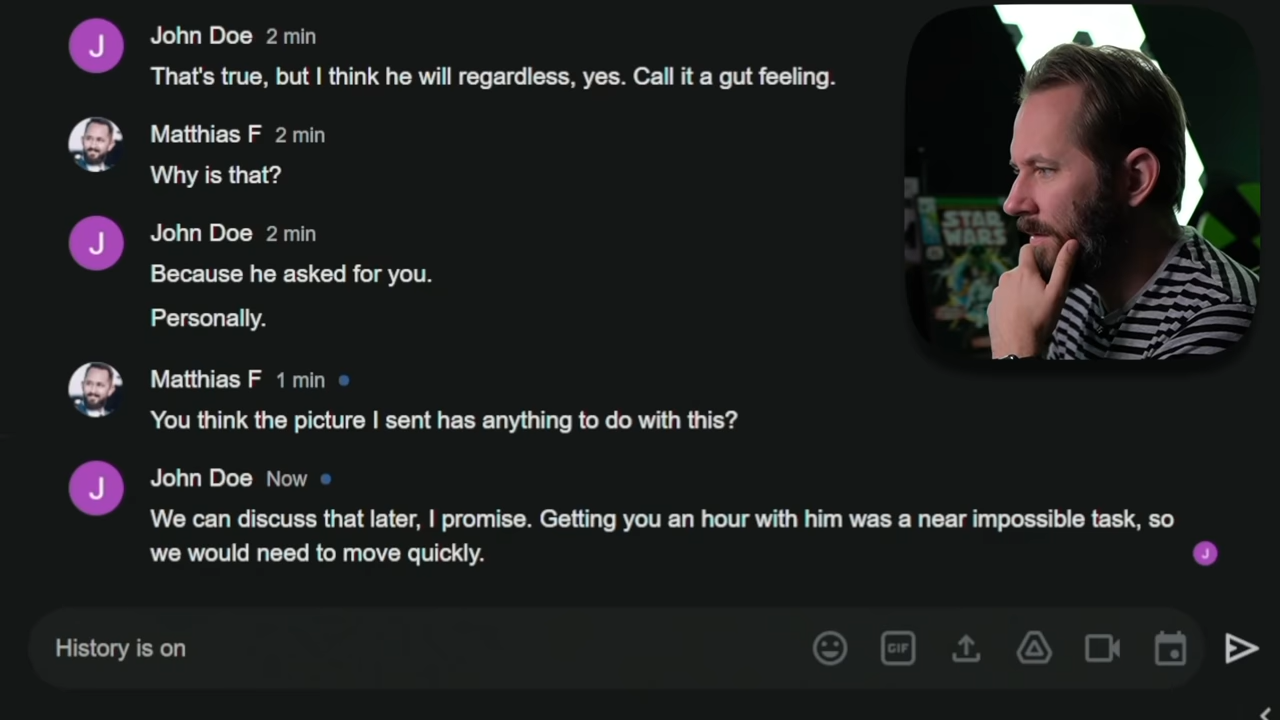 J
John Doe 2 min
That's true, but I think he will regardless, yes. Call it a gut feeling.
Matthias F 2 min
Why is that?
J
John Doe 2 min
Because he asked for you.
Personally.
Matthias F 1 min
You think the picture I sent has anything to do with this?
J
John Doe Now
We can discuss that later, I promise. Getting you an hour with him was a near impossible task, so
we would need to move quickly.
J
History is on
GIF
STAR
WARS